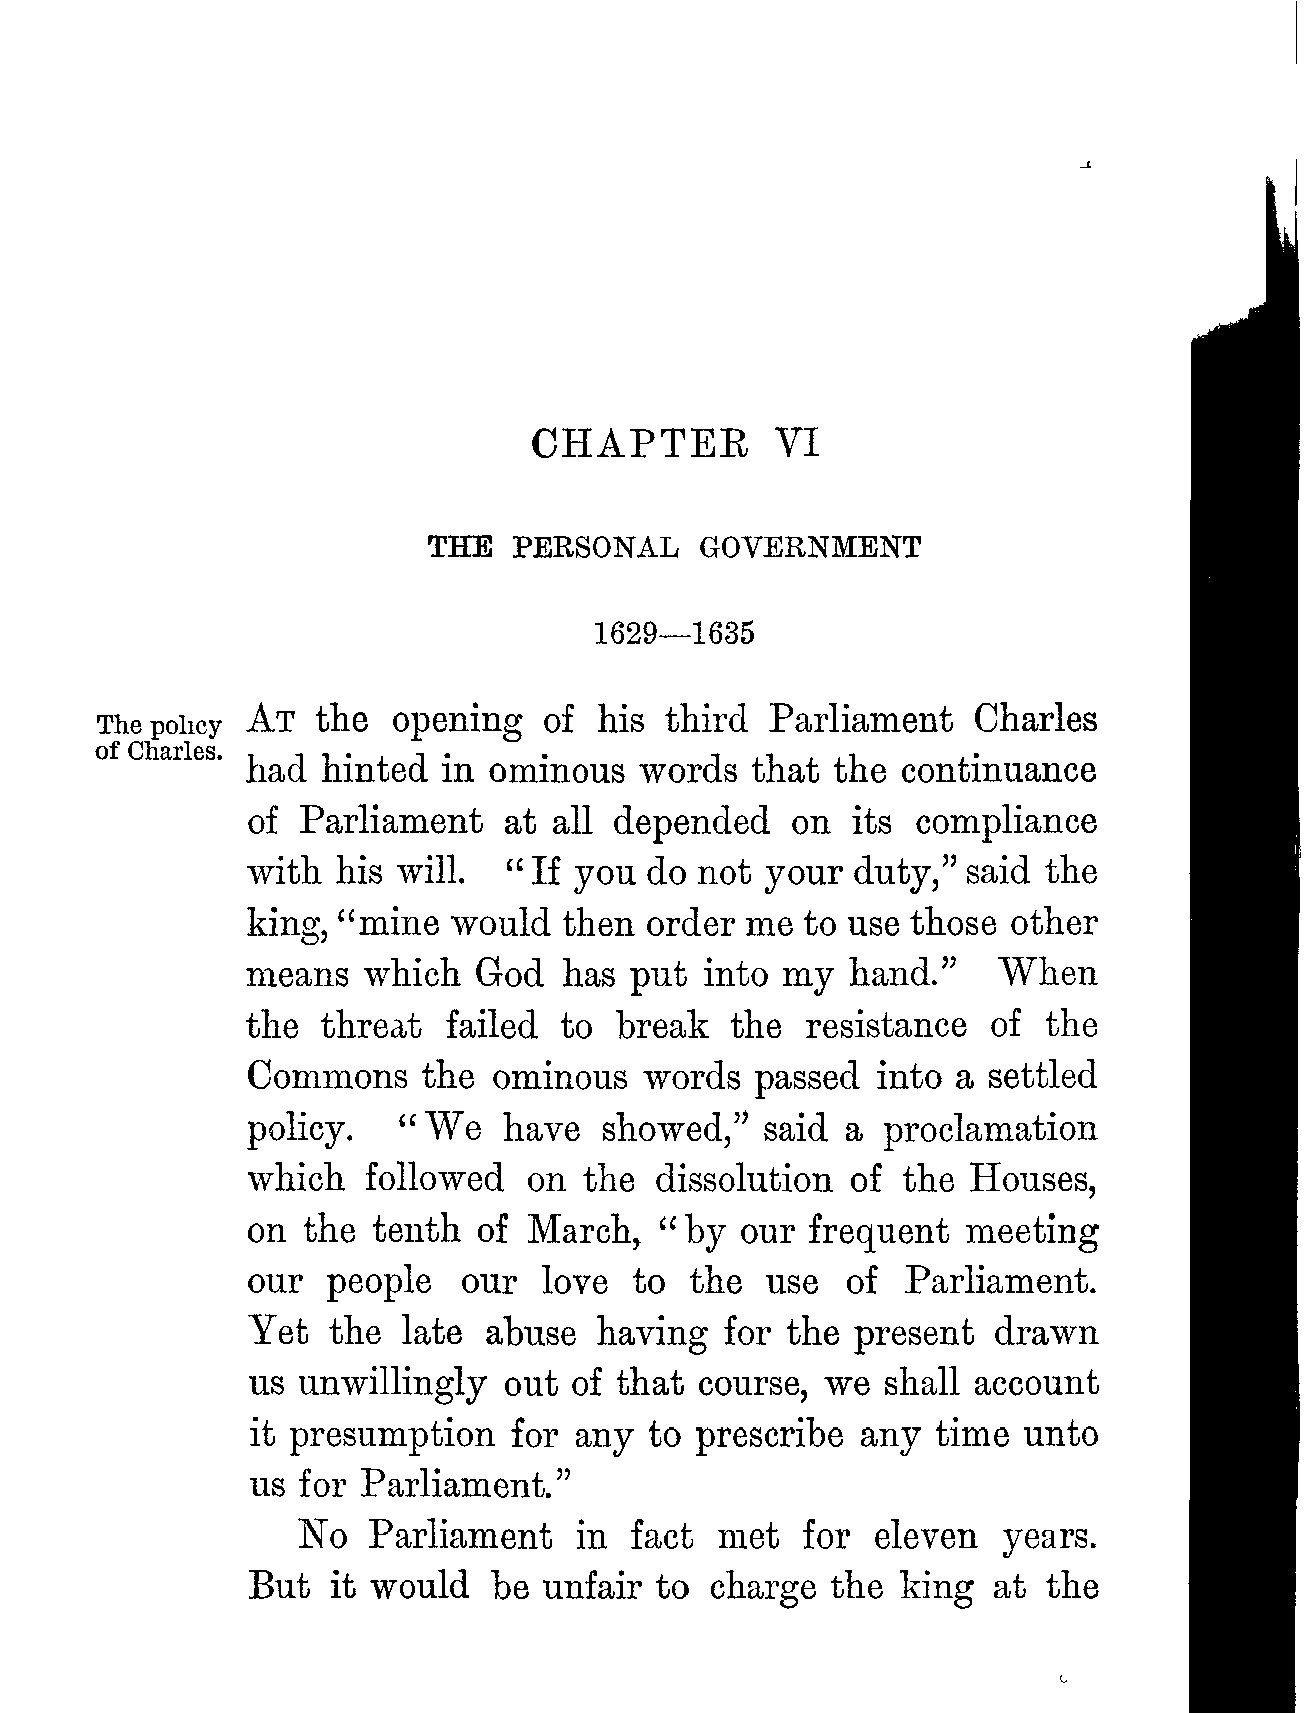 CHAPTER VI
THE PERSONAL GOVERNMENT
1629—1635
The policy
of Charles.
AT the opening of his third Parliament Charles
had hinted in ominous words that the continuance
of Parliament at all depended on its compliance
with his will. "If you do not your duty," said the
king, "mine would then order me to use those other
means which God has put into my hand." When
the threat failed to break the resistance of the
Commons the ominous words passed into a settled
policy. "We have showed," said a proclamation
which followed on the dissolution of the Houses,
on the tenth of March, "by our frequent meeting
our people our love to the use of Parliament.
Yet the late abuse having for the present drawn
us unwillingly out of that course, we shall account
it presumption for any to prescribe any time unto
us for Parliament."
No Parliament in fact met for eleven years.
But it would be unfair to charge the king at the